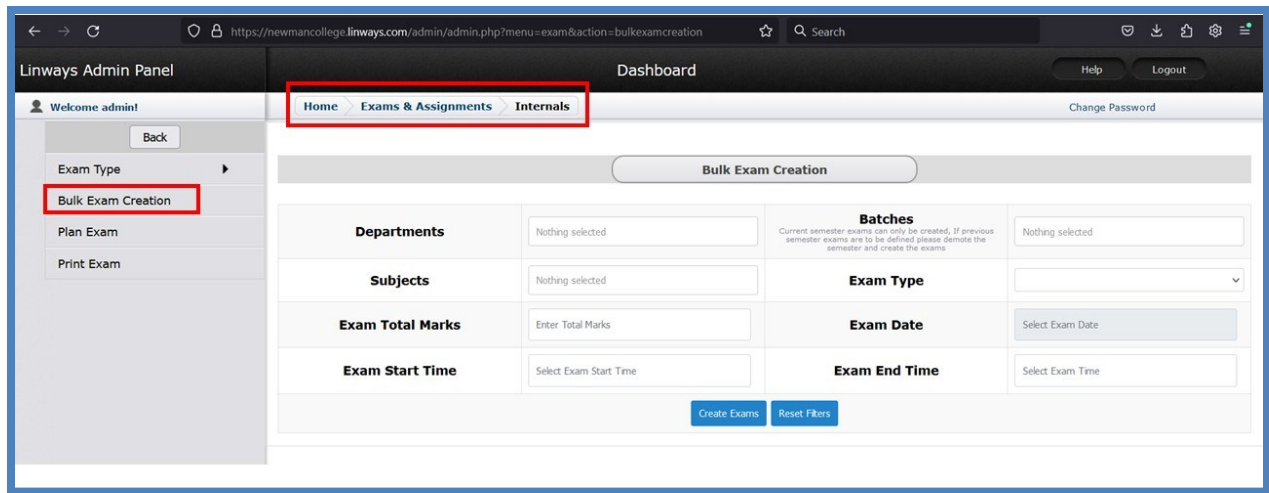 https://newmancollege.linways.com/admin/admin.php?menu=exam&action=bulkexamcreation
Search
Linways Admin Panel
Dashboard
Help
Logout
Welcome admin!
Home
Exams & Assignments
Internals
Change Password
Back
Exam Type
Bulk Exam Creation
Plan Exam
Print Exam
Bulk Exam Creation
Departments
Nothing selected
Batches
Current semester exams can only be created, If previous
semester exams are to be defined please demote the
semester and create the exams
Nothing selected
Subjects
Nothing selected
Exam Type
Exam Total Marks
Enter Total Marks
Exam Date
Select Exam Date
Exam Start Time
Select Exam Start Time
Exam End Time
Select Exam Time
Create Exams
Reset Filters